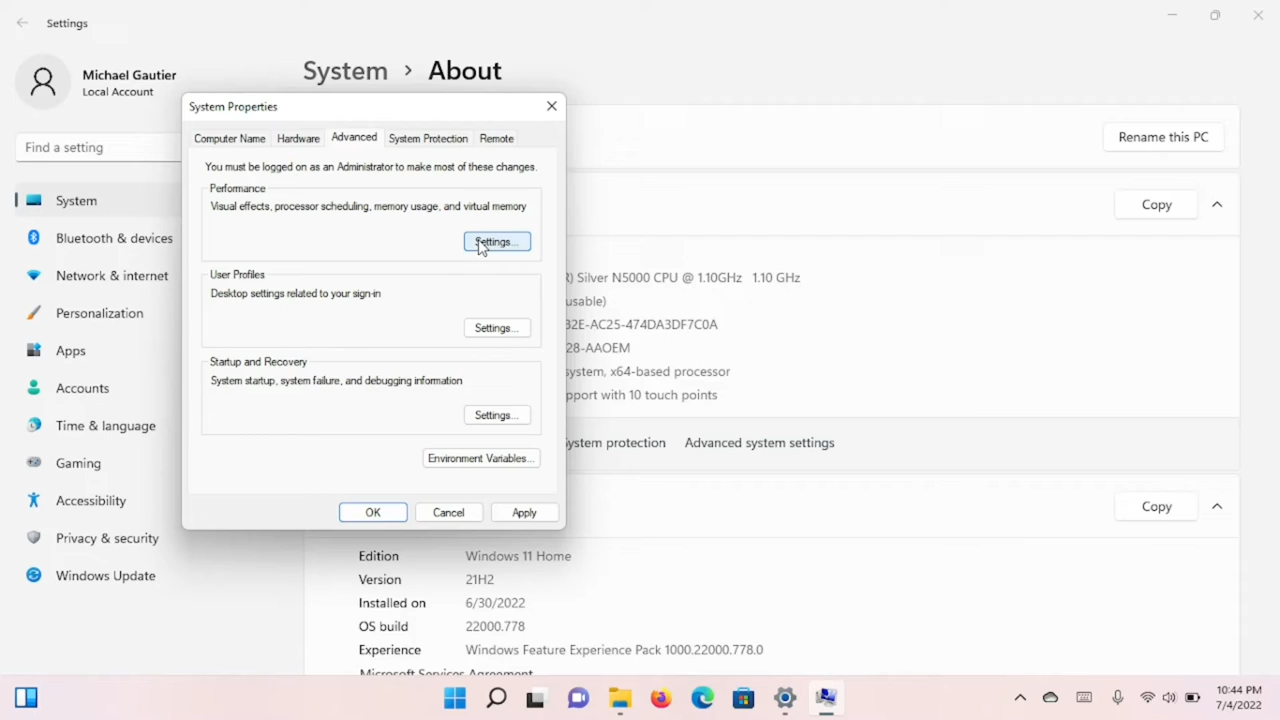 Settings
Michael Gautier
Local Account
System > About
System Properties
Find a setting
Rename this PC
Computer Name
Hardware
Advanced
System Protection
Remote
You must be logged on as an Administrator to make most of these changes.
Performance
Visual effects, processor scheduling, memory usage, and virtual memory
Settings...
User Profiles
Desktop settings related to your sign-in
Settings...
Startup and Recovery
System startup, system failure, and debugging information
Settings...
Environment Variables...
OK
Cancel
Apply
System
Bluetooth & devices
Network & internet
Personalization
Apps
Accounts
Time & language
Gaming
Accessibility
Privacy & security
Windows Update
Copy
R) Silver N5000 CPU @ 1.10GHz 1.10 GHz
usable)
32E-AC25-474DA3DF7C0A
28-AAOEM
system, x64-based processor
pport with 10 touch points
System protection
Advanced system settings
Copy
Edition Windows 11 Home
Version 21H2
Installed on 6/30/2022
OS build 22000.778
Experience Windows Feature Experience Pack 1000.22000.778.0
Microsoft Services Agreement
10:44 PM
7/4/2022